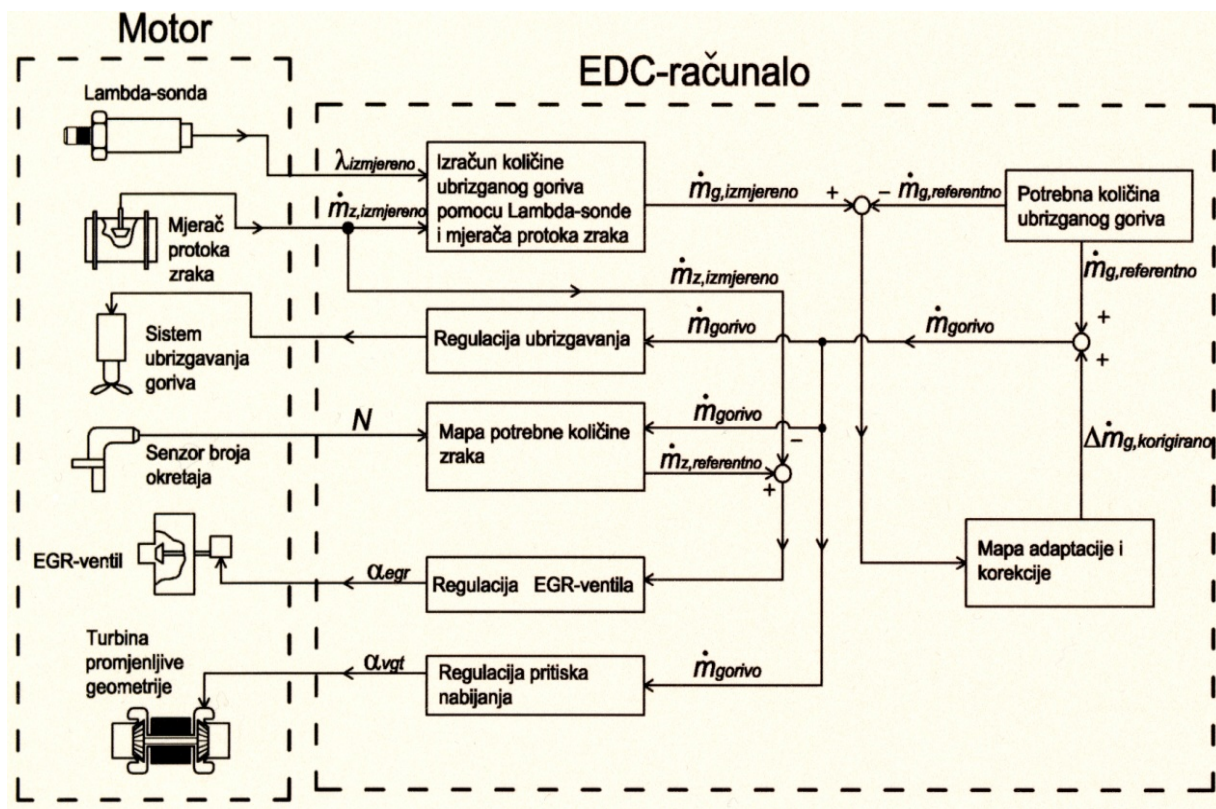 Motor
EDC-računalo
Lambda-sonda
λizmjereno
Izračun količine
ubrizganog goriva
pomocu Lambda-sonde
i mjerača protoka zraka
ṁg,izmjereno
+
−
ṁg,referentno
Potrebna količina
ubrizganog goriva
Mjerač
protoka
zraka
ṁz,izmjereno
ṁz,izmjereno
ṁg,referentno
Sistem
ubrizgavanja
goriva
Regulacija ubrizgavanja
ṁgorivo
ṁgorivo
+
+
Senzor broja
okretaja
N
Mapa potrebne količine
zraka
ṁgorivo
−
ṁz,referentno
+
Δṁg,korigirano
EGR-ventil
αegr
Regulacija EGR-ventila
Mapa adaptacije i
korekcije
Turbina
promjenljive
geometrije
αvgt
Regulacija pritiska
nabijanja
ṁgorivo